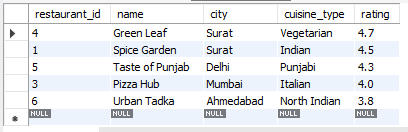 restaurant_id name city cuisine_type rating
4 Green Leaf Surat Vegetarian 4.7
1 Spice Garden Surat Indian 4.5
5 Taste of Punjab Delhi Punjabi 4.3
3 Pizza Hub Mumbai Italian 4.0
6 Urban Tadka Ahmedabad North Indian 3.8
NULL NULL NULL NULL NULL